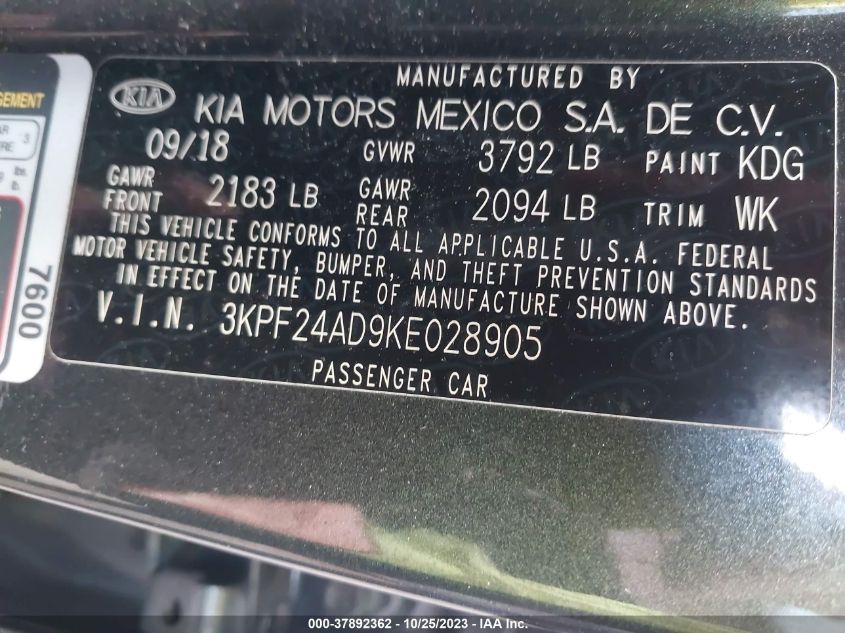 MANUFACTURED BY
KIA KIA MOTORS MEXICO S.A. DE C.V.
09/18 GVWR 3792 LB PAINT KDG
GAWR FRONT 2183 LB GAWR REAR 2094 LB TRIM WK
THIS VEHICLE CONFORMS TO ALL APPLICABLE U.S.A. FEDERAL
MOTOR VEHICLE SAFETY, BUMPER, AND THEFT PREVENTION STANDARDS
IN EFFECT ON THE DATE OF MANUFACTURE SHOWN ABOVE.
V.I.N. 3KPF24AD9KE028905
PASSENGER CAR
7600
000-37892362 - 10/25/2023 - IAA Inc.